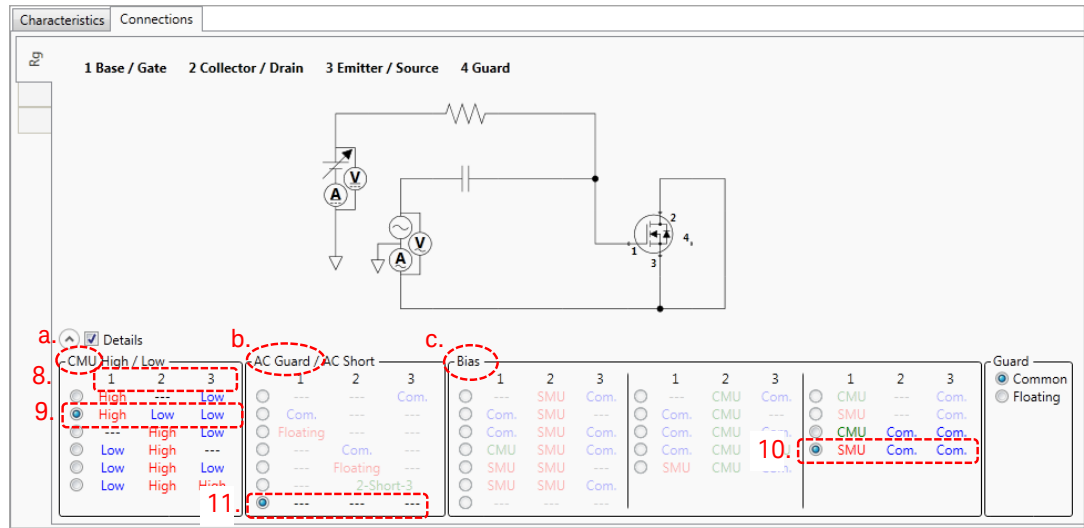 Characteristics Connections
Rg
1 Base / Gate 2 Collector / Drain 3 Emitter / Source 4 Guard
V
A
V
A
2
4
1
3
a. Details
b.
c.
CMU High / Low
AC Guard / AC Short
Bias
Guard
8. 1 2 3
1 2 3
1 2 3
1 2 3
1 2 3
Common
Floating
High --- Low
9. High Low Low
--- High Low
Low High ---
Low High Low
Low High High
--- --- Com.
Com. --- ---
Floating --- ---
--- Com. ---
--- Floating ---
--- 2-Short-3
11. --- --- ---
--- SMU Com.
Com. SMU ---
Com. SMU Com.
CMU SMU Com.
SMU SMU ---
SMU SMU Com.
--- --- ---
--- CMU Com.
Com. CMU ---
Com. CMU Com.
SMU CMU Com.
CMU --- Com.
SMU --- Com.
CMU Com. Com.
10. SMU Com. Com.